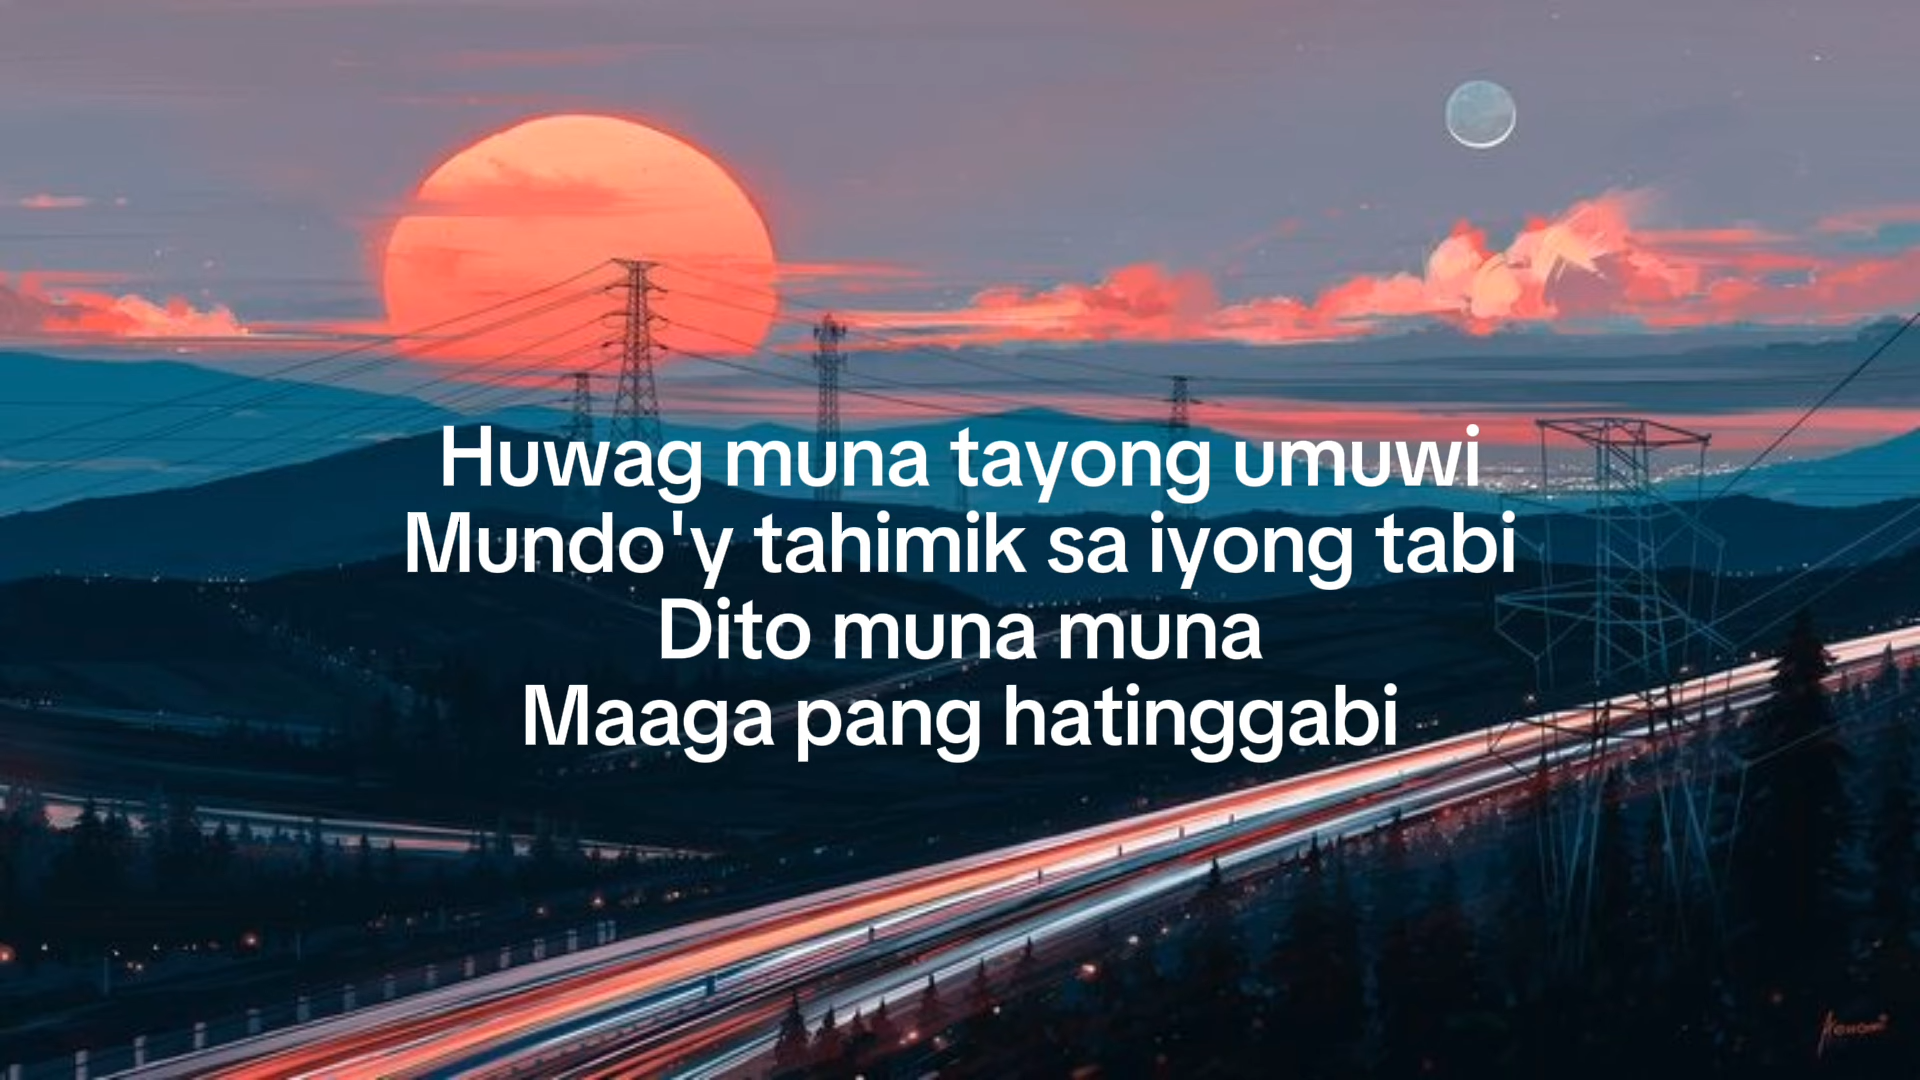 Huwag muna tayong umuwi
Mundo'y tahimik sa iyong tabi
Dito muna muna
Maaga pang hatinggabi